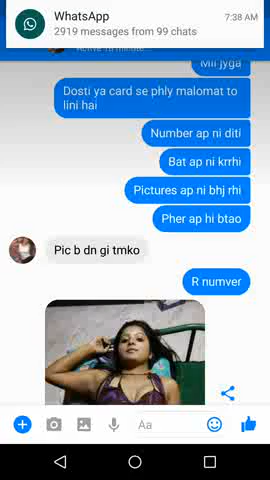 WhatsApp
7:38 AM
2919 messages from 99 chats
Mil jyga
Dosti ya card se phly malomat to
lini hai
Number ap ni diti
Bat ap ni krrhi
Pictures ap ni bhj rhi
Pher ap hi btao
Pic b dn gi tmko
R numver
Aa